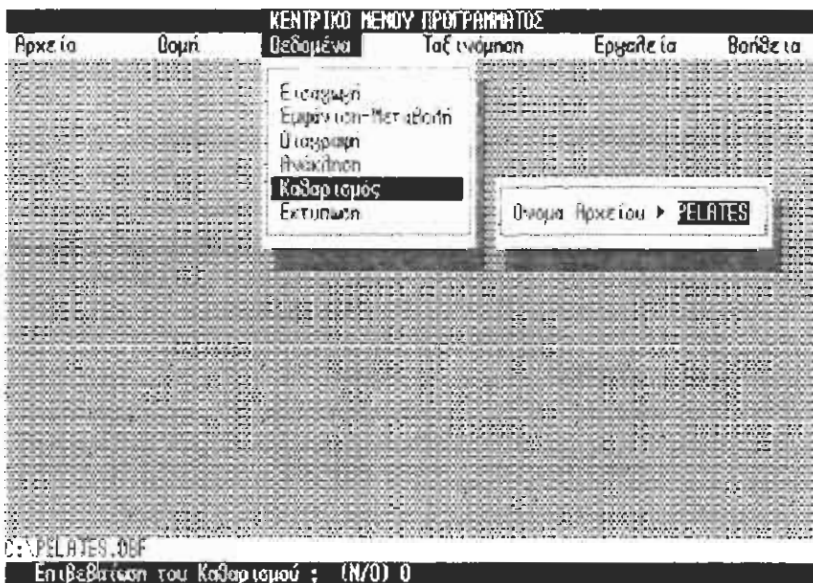 ΚΕΝΤΡΙΚΟ ΜΕΝΟΥ ΠΡΟΓΡΑΜΜΑΤΟΣ
Αρχεία Δομή Δεδομένα Ταξινόμηση Εργαλεία Βοήθεια
Εισαγωγή
Εμφάνιση-Μεταβολή
Διαγραφή
Ανάκληση
Καθαρισμός
Εκτύπωση
Ονομα Αρχείου ► PELATES
C:\PELATES.DBF
Επιβεβαίωση του Καθαρισμού : (Ν/Ο) Ο